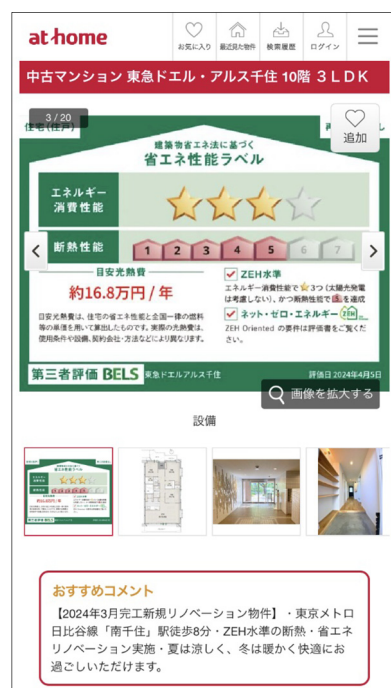 at home
お気に入り 最近見た物件 検索履歴 ログイン
中古マンション 東急ドエル・アルス千住 10階 ３ＬＤＫ
3 / 20
住宅(住戸)
追加
建築物省エネ法に基づく
省エネ性能ラベル
エネルギー
消費性能
断熱性能
1 2 3 4 5 6 7
目安光熱費
約16.8万円 / 年
目安光熱費は、住宅の省エネ性能と全国一律の燃料
等の単価を用いて算出したものです。実際の光熱費は、
使用条件や設備、契約会社・方法などにより異なります。
ZEH水準
エネルギー消費性能で★3つ(太陽光発電
は考慮しない)、かつ断熱性能で5を達成
ネット・ゼロ・エネルギー ZEH
ZEH Oriented の要件は評価書をご覧くだ
さい。
第三者評価 BELS 東急ドエルアルス千住
評価日 2024年4月5日
画像を拡大する
設備
おすすめコメント
【2024年3月完工新規リノベーション物件】・東京メトロ
日比谷線「南千住」駅徒歩8分・ZEH水準の断熱・省エネ
リノベーション実施・夏は涼しく、冬は暖かく快適にお
過ごしいただけます。